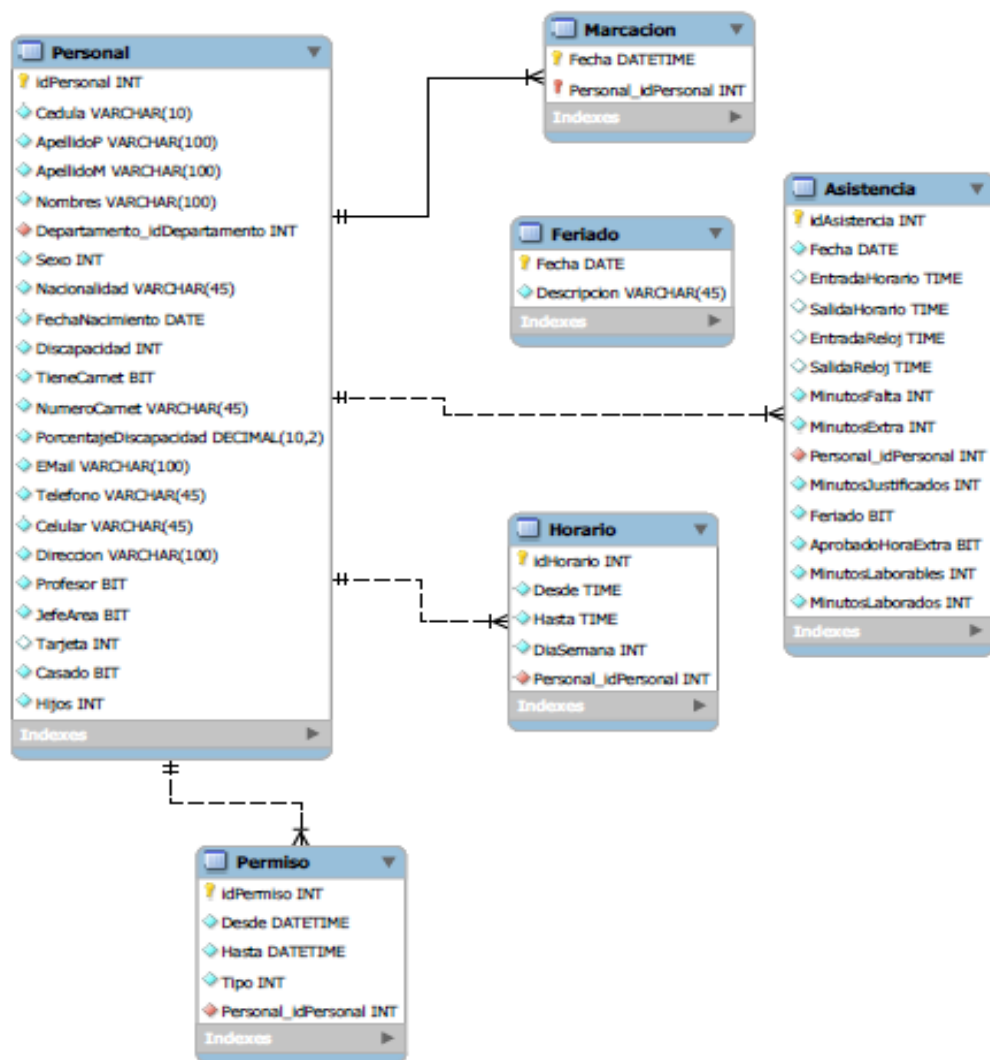 Personal
idPersonal INT
Cedula VARCHAR(10)
ApellidoP VARCHAR(100)
ApellidoM VARCHAR(100)
Nombres VARCHAR(100)
Departamento_idDepartamento INT
Sexo INT
Nacionalidad VARCHAR(45)
FechaNacimiento DATE
Discapacidad INT
TieneCarnet BIT
NumeroCarnet VARCHAR(45)
PorcentajeDiscapacidad DECIMAL(10,2)
EMail VARCHAR(100)
Telefono VARCHAR(45)
Celular VARCHAR(45)
Direccion VARCHAR(100)
Profesor BIT
JefeArea BIT
Tarjeta INT
Casado BIT
Hijos INT
Indexes
Marcacion
Fecha DATETIME
Personal_idPersonal INT
Indexes
Feriado
Fecha DATE
Descripcion VARCHAR(45)
Indexes
Asistencia
idAsistencia INT
Fecha DATE
EntradaHorario TIME
SalidaHorario TIME
EntradaReloj TIME
SalidaReloj TIME
MinutosFalta INT
MinutosExtra INT
Personal_idPersonal INT
MinutosJustificados INT
Feriado BIT
AprobadoHoraExtra BIT
MinutosLaborables INT
MinutosLaborados INT
Indexes
Horario
idHorario INT
Desde TIME
Hasta TIME
DiaSemana INT
Personal_idPersonal INT
Indexes
Permiso
idPermiso INT
Desde DATETIME
Hasta DATETIME
Tipo INT
Personal_idPersonal INT
Indexes